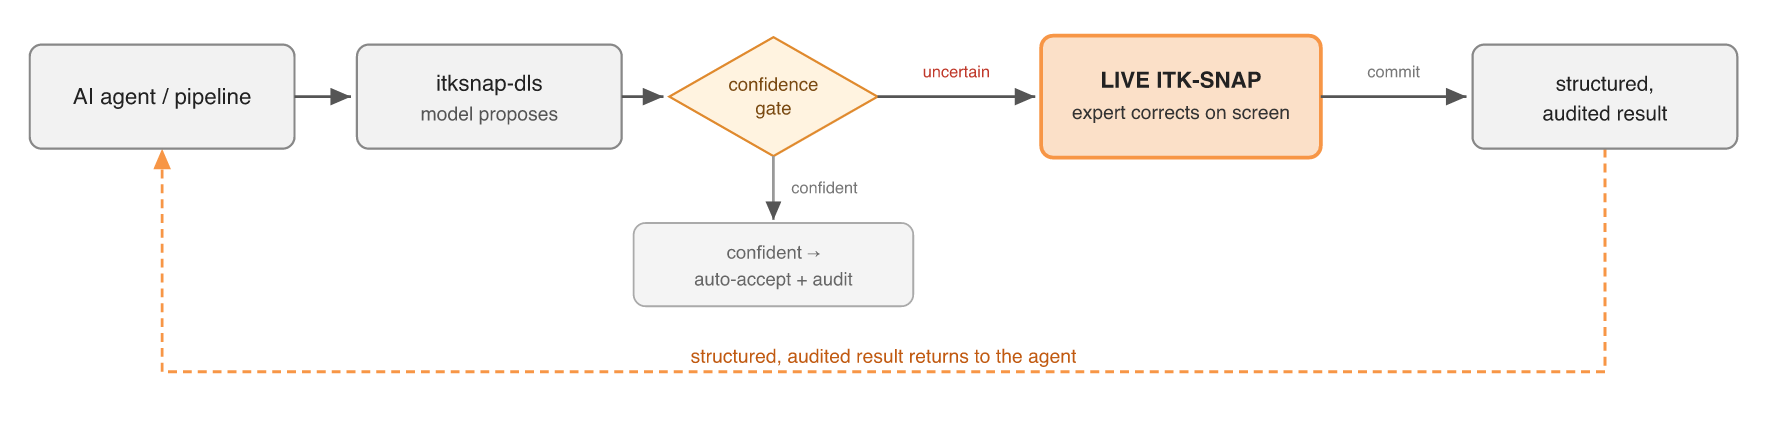 AI agent / pipeline
itksnap-dls
model proposes
confidence
gate
uncertain
LIVE ITK-SNAP
expert corrects on screen
commit
structured,
audited result
confident
confident →
auto-accept + audit
structured, audited result returns to the agent